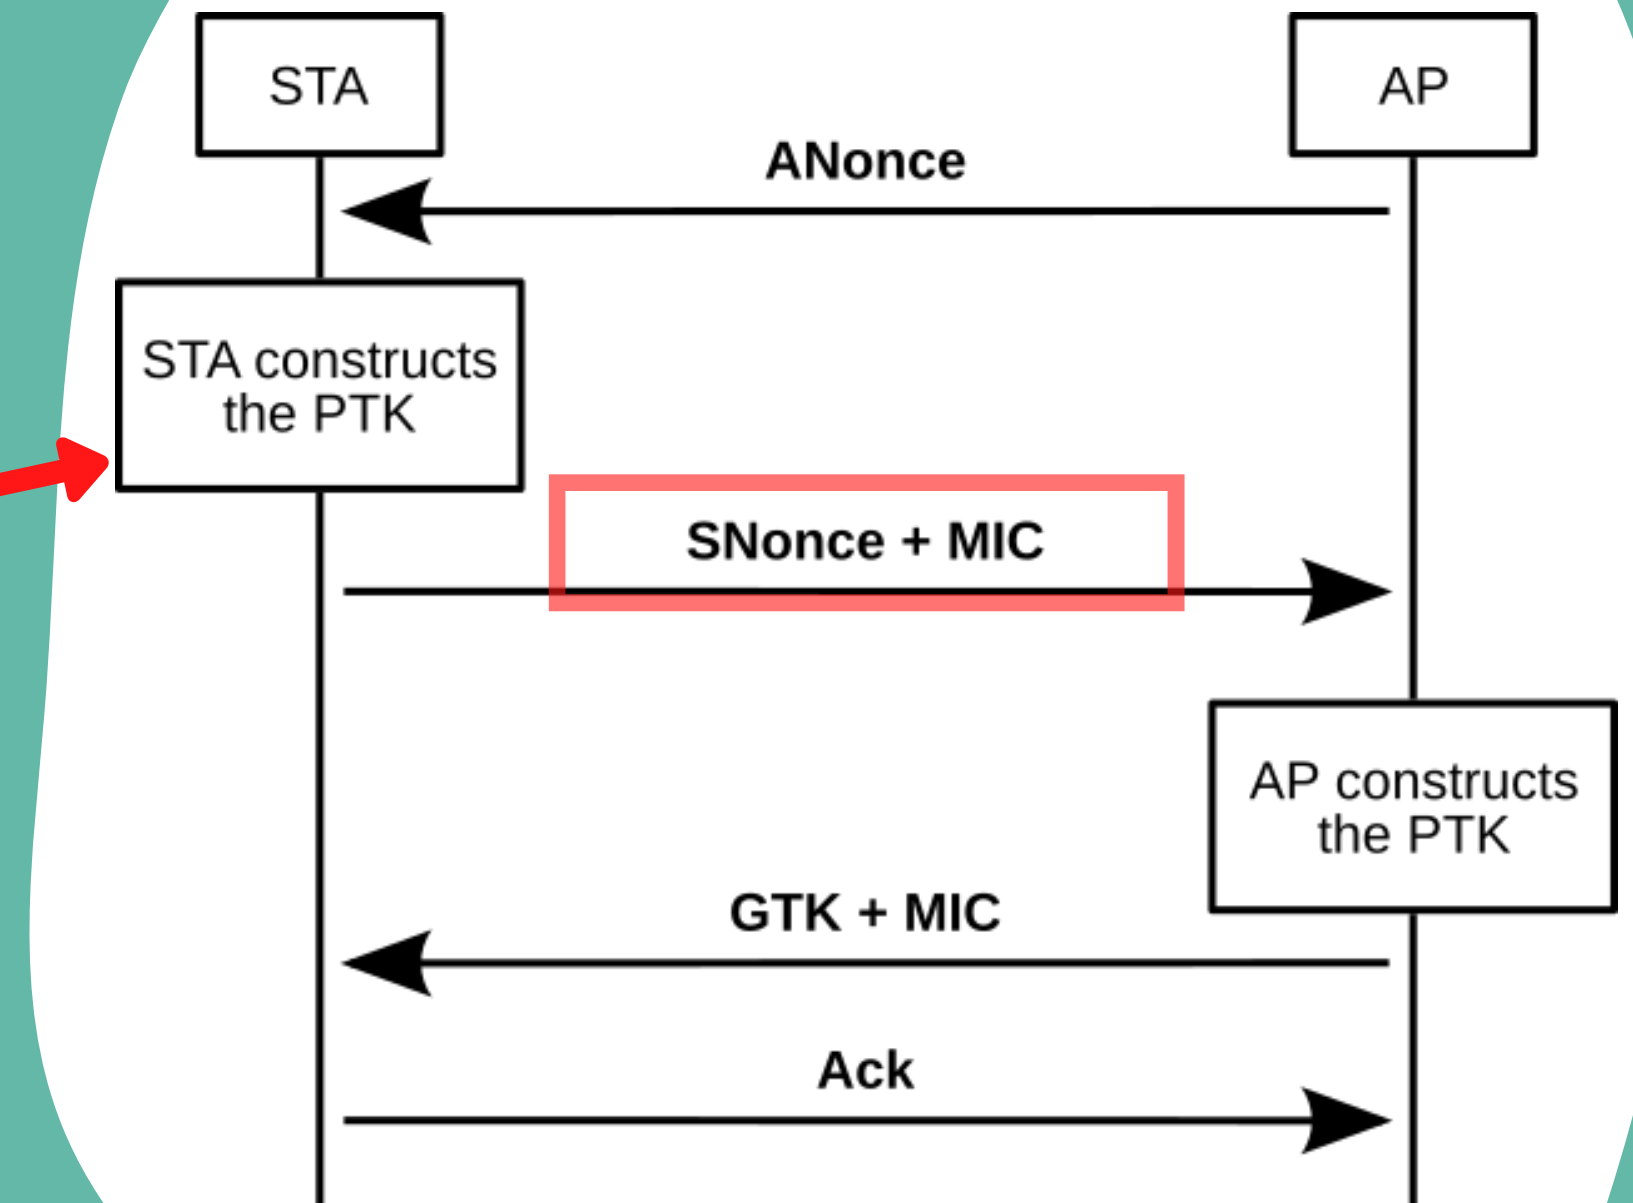 STA
AP
ANonce
STA constructs
the PTK
SNonce + MIC
AP constructs
the PTK
GTK + MIC
Ack